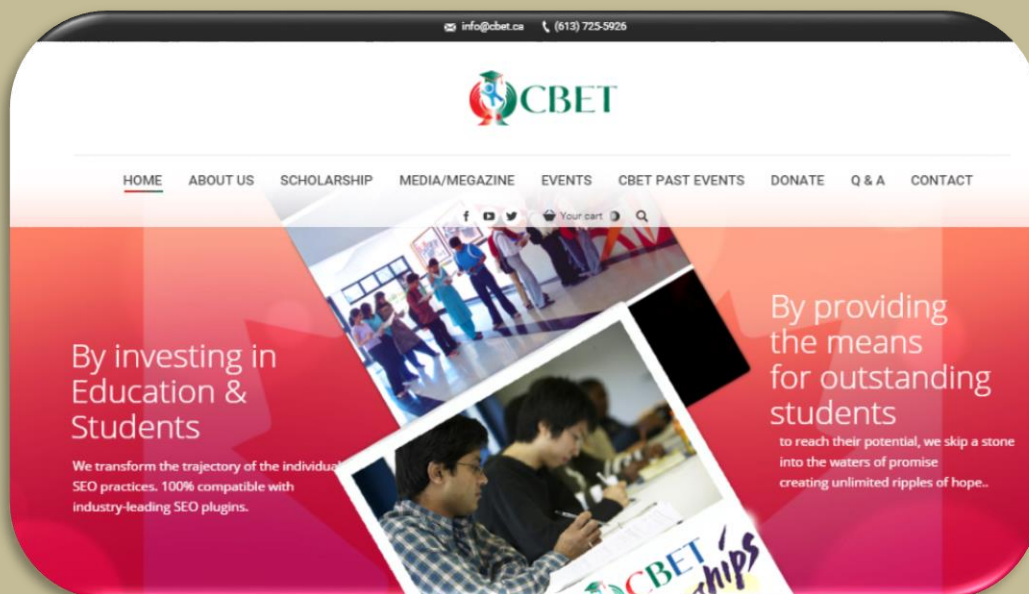 info@cbet.ca (613) 725-5926
CBET
HOME ABOUT US SCHOLARSHIP MEDIA/MEGAZINE EVENTS CBET PAST EVENTS DONATE Q & A CONTACT
Your cart 0
By investing in
Education &
Students
We transform the trajectory of the individual
SEO practices. 100% compatible with
industry-leading SEO plugins.
By providing
the means
for outstanding
students
to reach their potential, we skip a stone
into the waters of promise
creating unlimited ripples of hope..
CBET